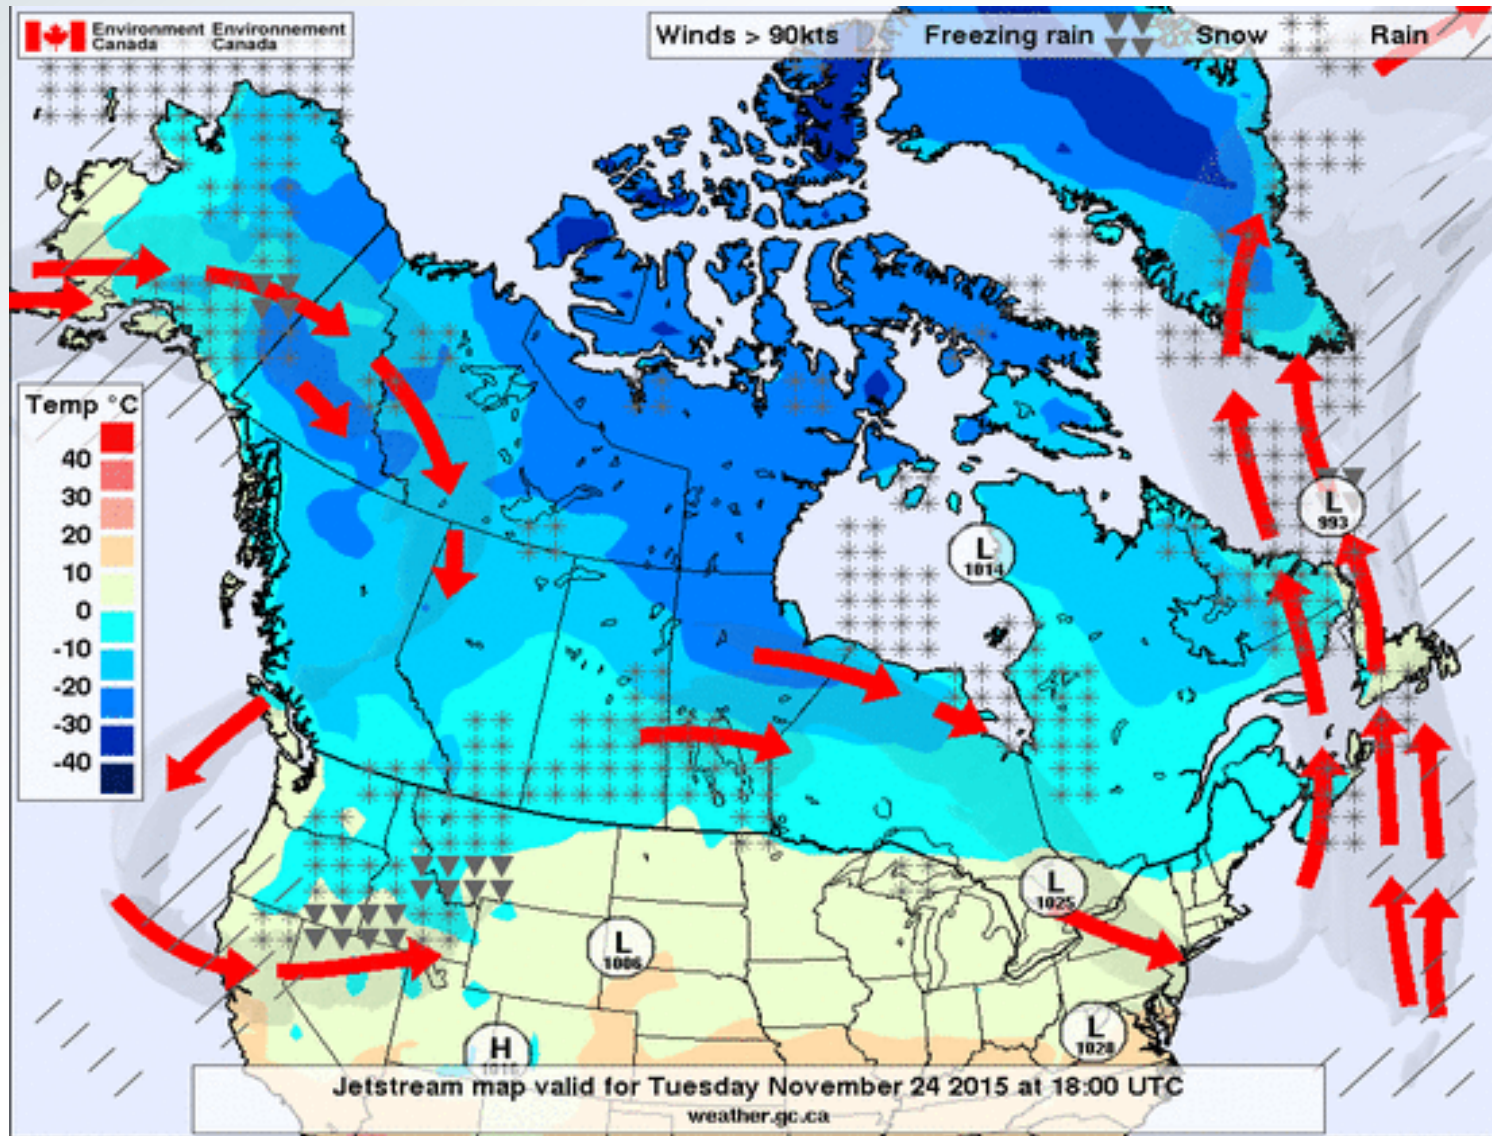 Environment Environnement
Canada Canada
Winds > 90kts Freezing rain Snow Rain
Temp °C
40
30
20
10
0
-10
-20
-30
-40
L
993
L
1014
L
1025
L
1006
L
1028
H
1016
Jetstream map valid for Tuesday November 24 2015 at 18:00 UTC
weather.gc.ca